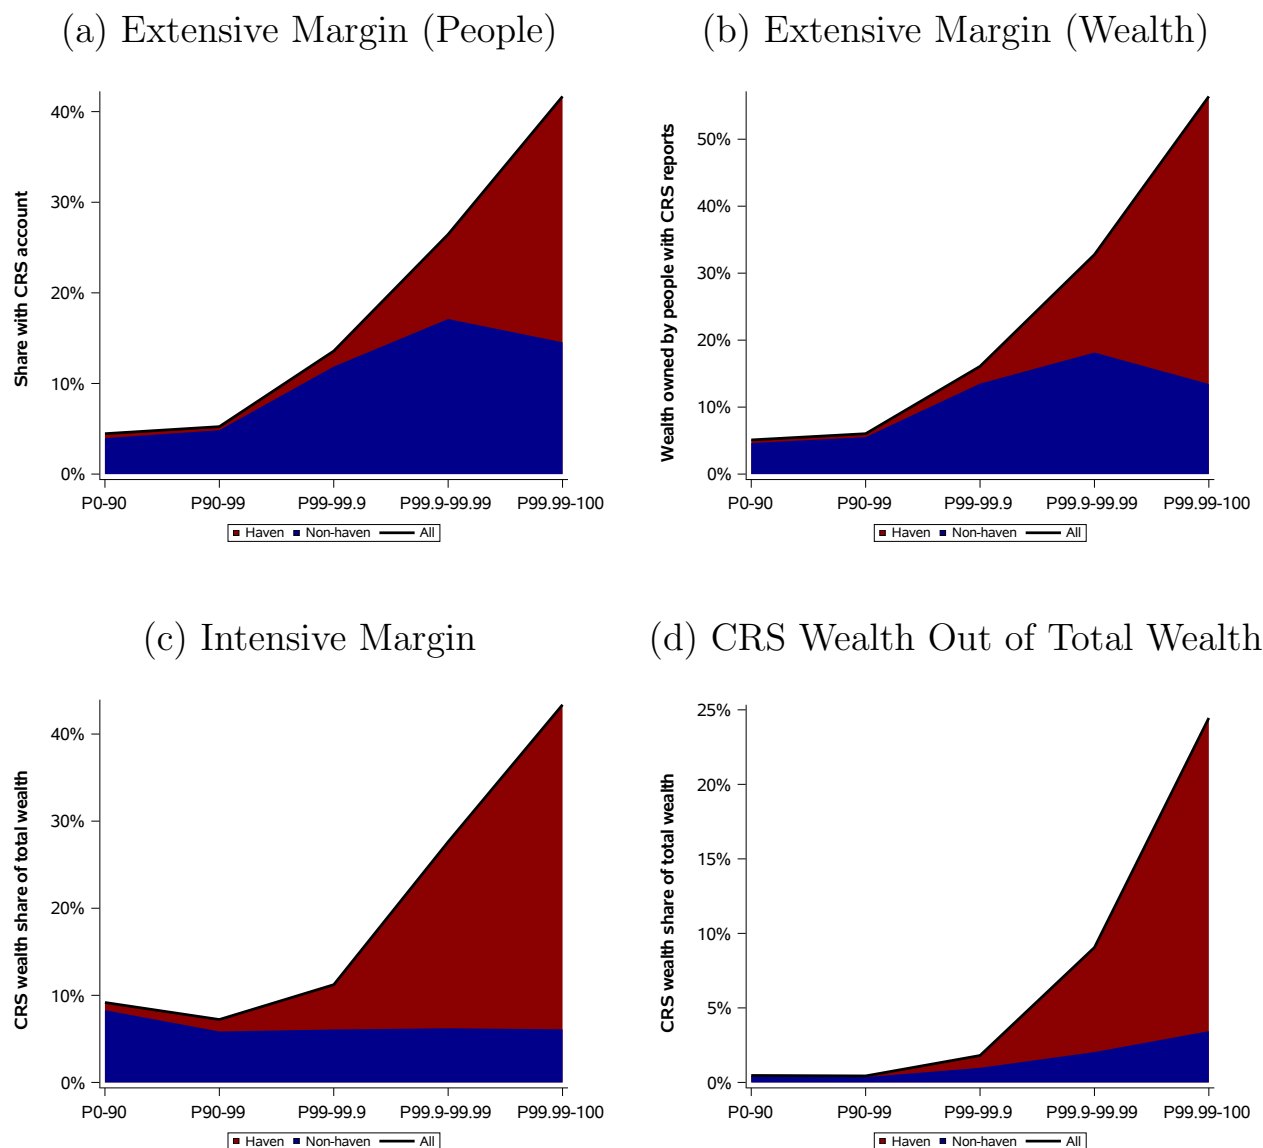 (a) Extensive Margin (People)
Share with CRS account
40%
30%
20%
10%
0%
P0-90 P90-99 P99-99.9 P99.9-99.99 P99.99-100
Haven Non-haven All
(b) Extensive Margin (Wealth)
Wealth owned by people with CRS reports
50%
40%
30%
20%
10%
0%
P0-90 P90-99 P99-99.9 P99.9-99.99 P99.99-100
Haven Non-haven All
(c) Intensive Margin
CRS wealth share of total wealth
40%
30%
20%
10%
0%
P0-90 P90-99 P99-99.9 P99.9-99.99 P99.99-100
Haven Non-haven All
(d) CRS Wealth Out of Total Wealth
CRS wealth share of total wealth
25%
20%
15%
10%
5%
0%
P0-90 P90-99 P99-99.9 P99.9-99.99 P99.99-100
Haven Non-haven All